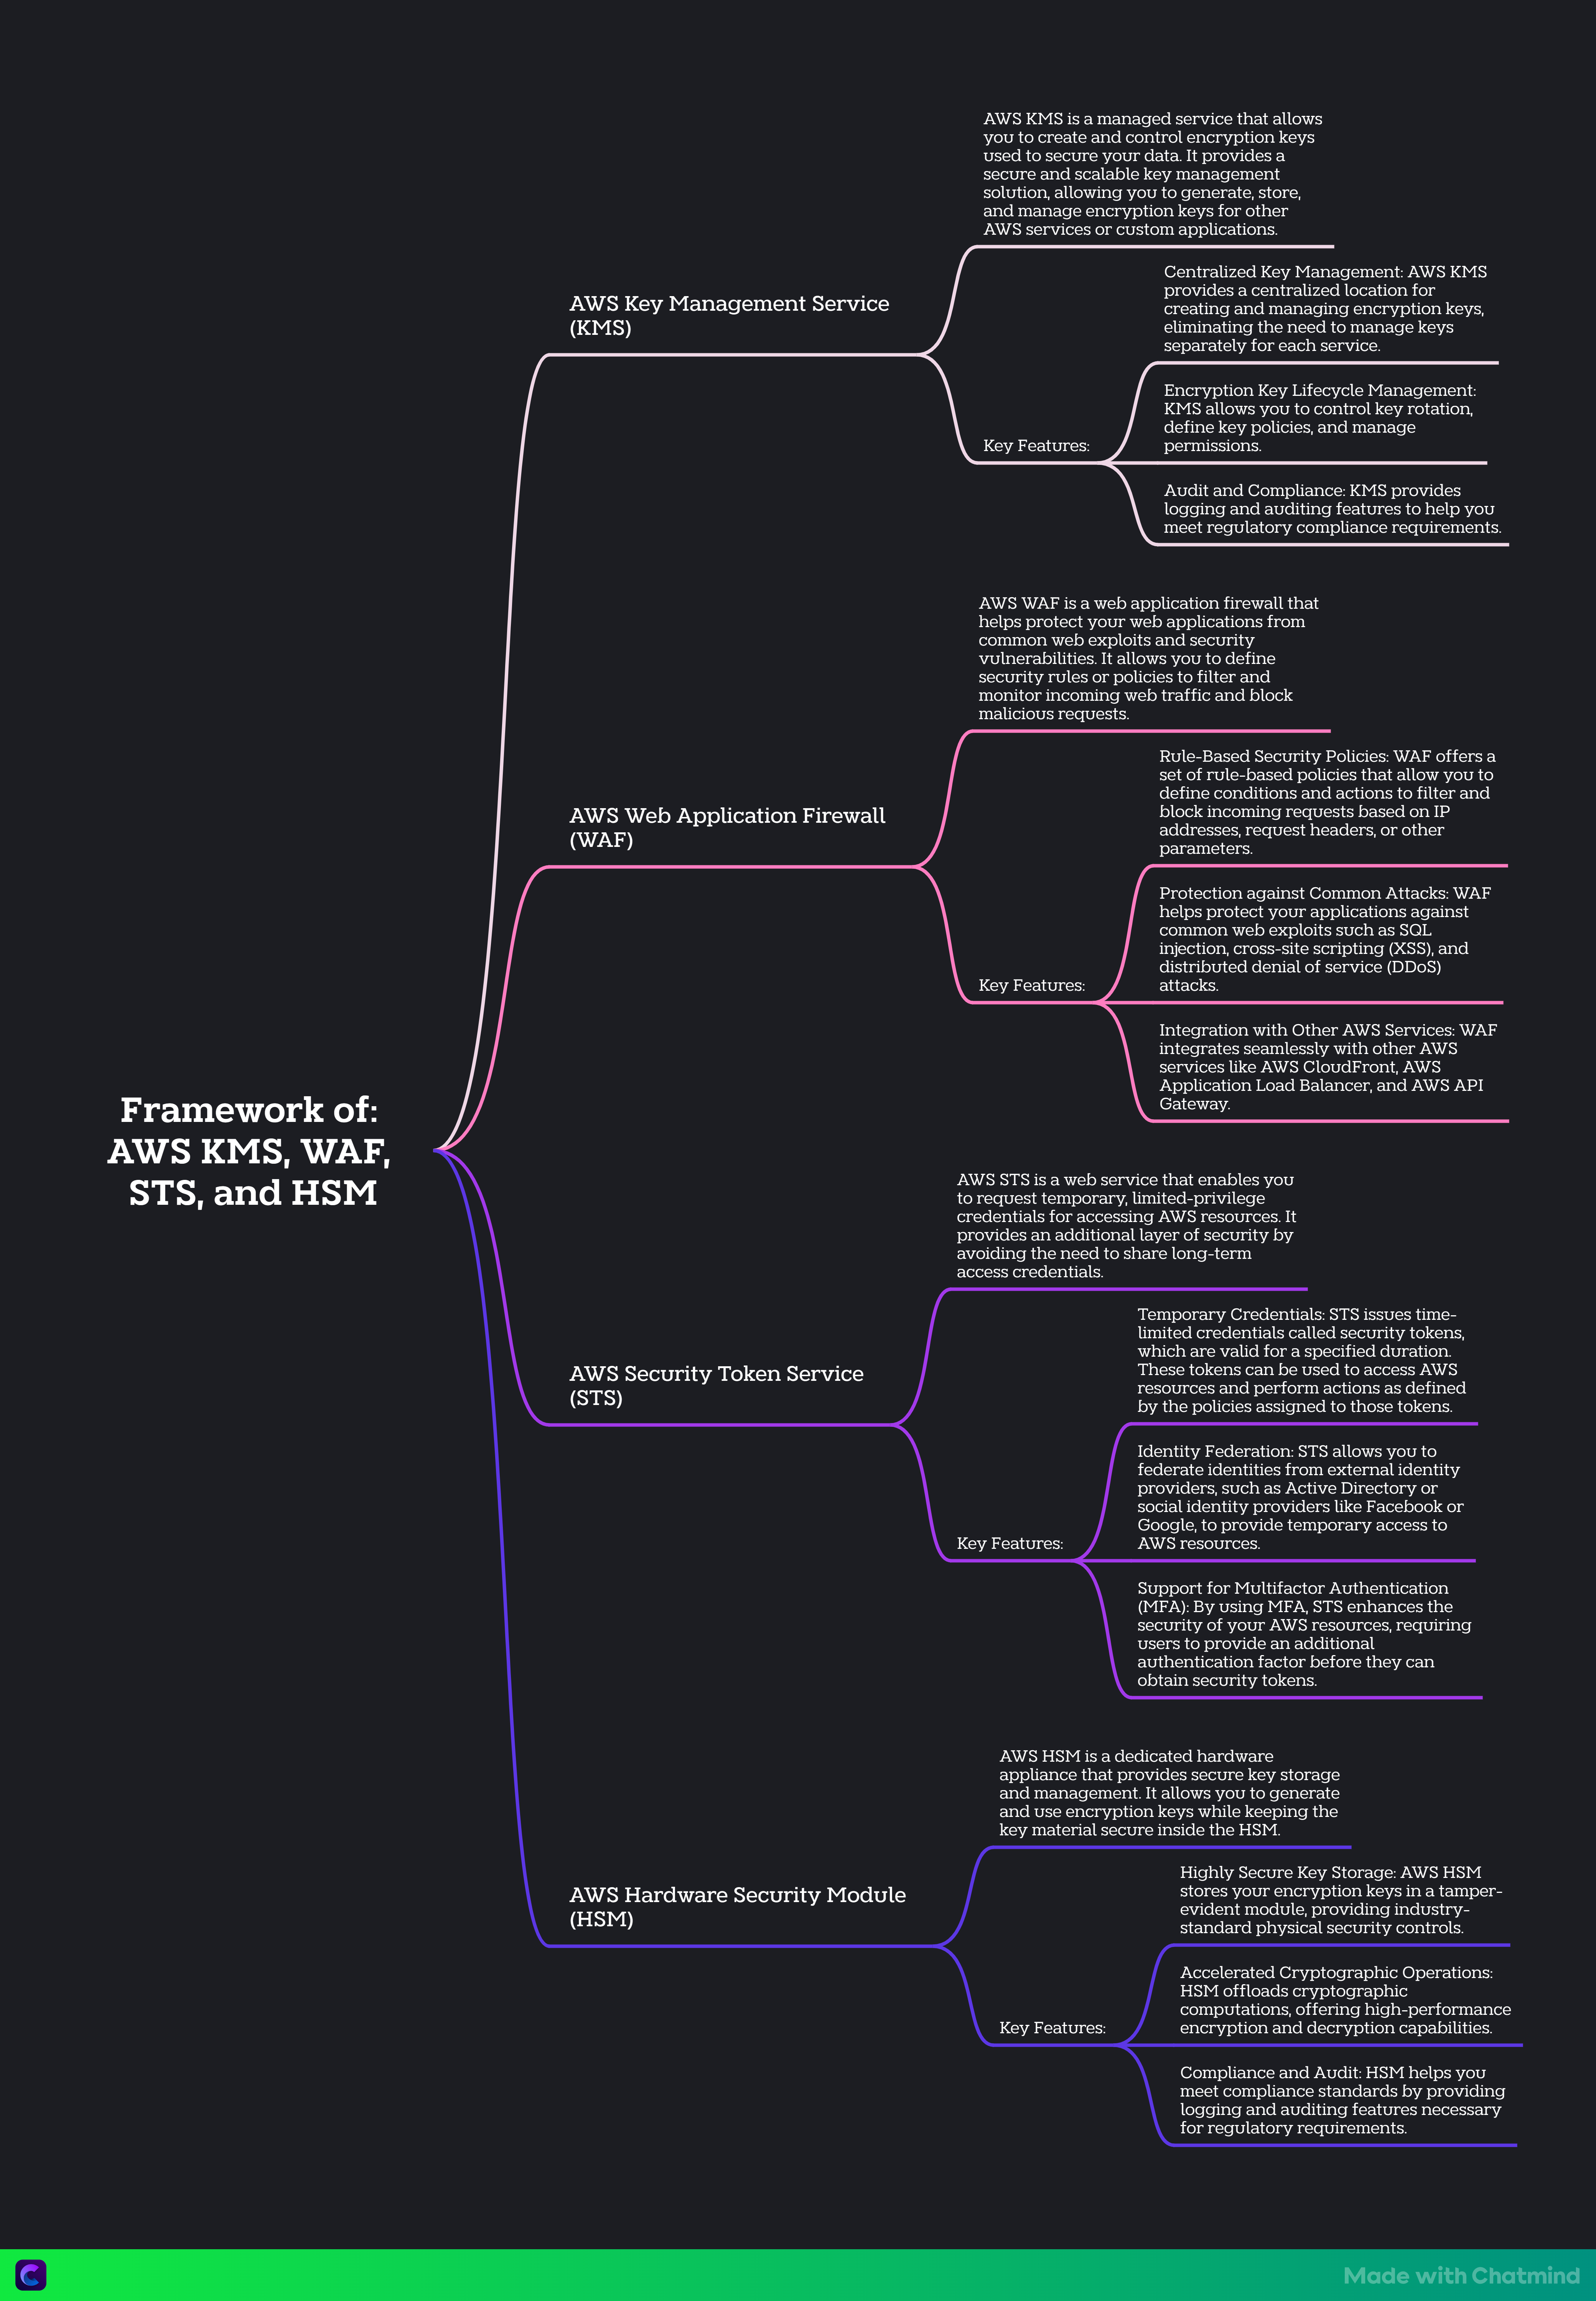 Framework of:
AWS KMS, WAF,
STS, and HSM
AWS Key Management Service
(KMS)
AWS KMS is a managed service that allows
you to create and control encryption keys
used to secure your data. It provides a
secure and scalable key management
solution, allowing you to generate, store,
and manage encryption keys for other
AWS services or custom applications.
Key Features:
Centralized Key Management: AWS KMS
provides a centralized location for
creating and managing encryption keys,
eliminating the need to manage keys
separately for each service.
Encryption Key Lifecycle Management:
KMS allows you to control key rotation,
define key policies, and manage
permissions.
Audit and Compliance: KMS provides
logging and auditing features to help you
meet regulatory compliance requirements.
AWS Web Application Firewall
(WAF)
AWS WAF is a web application firewall that
helps protect your web applications from
common web exploits and security
vulnerabilities. It allows you to define
security rules or policies to filter and
monitor incoming web traffic and block
malicious requests.
Key Features:
Rule-Based Security Policies: WAF offers a
set of rule-based policies that allow you to
define conditions and actions to filter and
block incoming requests based on IP
addresses, request headers, or other
parameters.
Protection against Common Attacks: WAF
helps protect your applications against
common web exploits such as SQL
injection, cross-site scripting (XSS), and
distributed denial of service (DDoS)
attacks.
Integration with Other AWS Services: WAF
integrates seamlessly with other AWS
services like AWS CloudFront, AWS
Application Load Balancer, and AWS API
Gateway.
AWS Security Token Service
(STS)
AWS STS is a web service that enables you
to request temporary, limited-privilege
credentials for accessing AWS resources. It
provides an additional layer of security by
avoiding the need to share long-term
access credentials.
Key Features:
Temporary Credentials: STS issues time-
limited credentials called security tokens,
which are valid for a specified duration.
These tokens can be used to access AWS
resources and perform actions as defined
by the policies assigned to those tokens.
Identity Federation: STS allows you to
federate identities from external identity
providers, such as Active Directory or
social identity providers like Facebook or
Google, to provide temporary access to
AWS resources.
Support for Multifactor Authentication
(MFA): By using MFA, STS enhances the
security of your AWS resources, requiring
users to provide an additional
authentication factor before they can
obtain security tokens.
AWS Hardware Security Module
(HSM)
AWS HSM is a dedicated hardware
appliance that provides secure key storage
and management. It allows you to generate
and use encryption keys while keeping the
key material secure inside the HSM.
Key Features:
Highly Secure Key Storage: AWS HSM
stores your encryption keys in a tamper-
evident module, providing industry-
standard physical security controls.
Accelerated Cryptographic Operations:
HSM offloads cryptographic
computations, offering high-performance
encryption and decryption capabilities.
Compliance and Audit: HSM helps you
meet compliance standards by providing
logging and auditing features necessary
for regulatory requirements.
Made with Chatmind